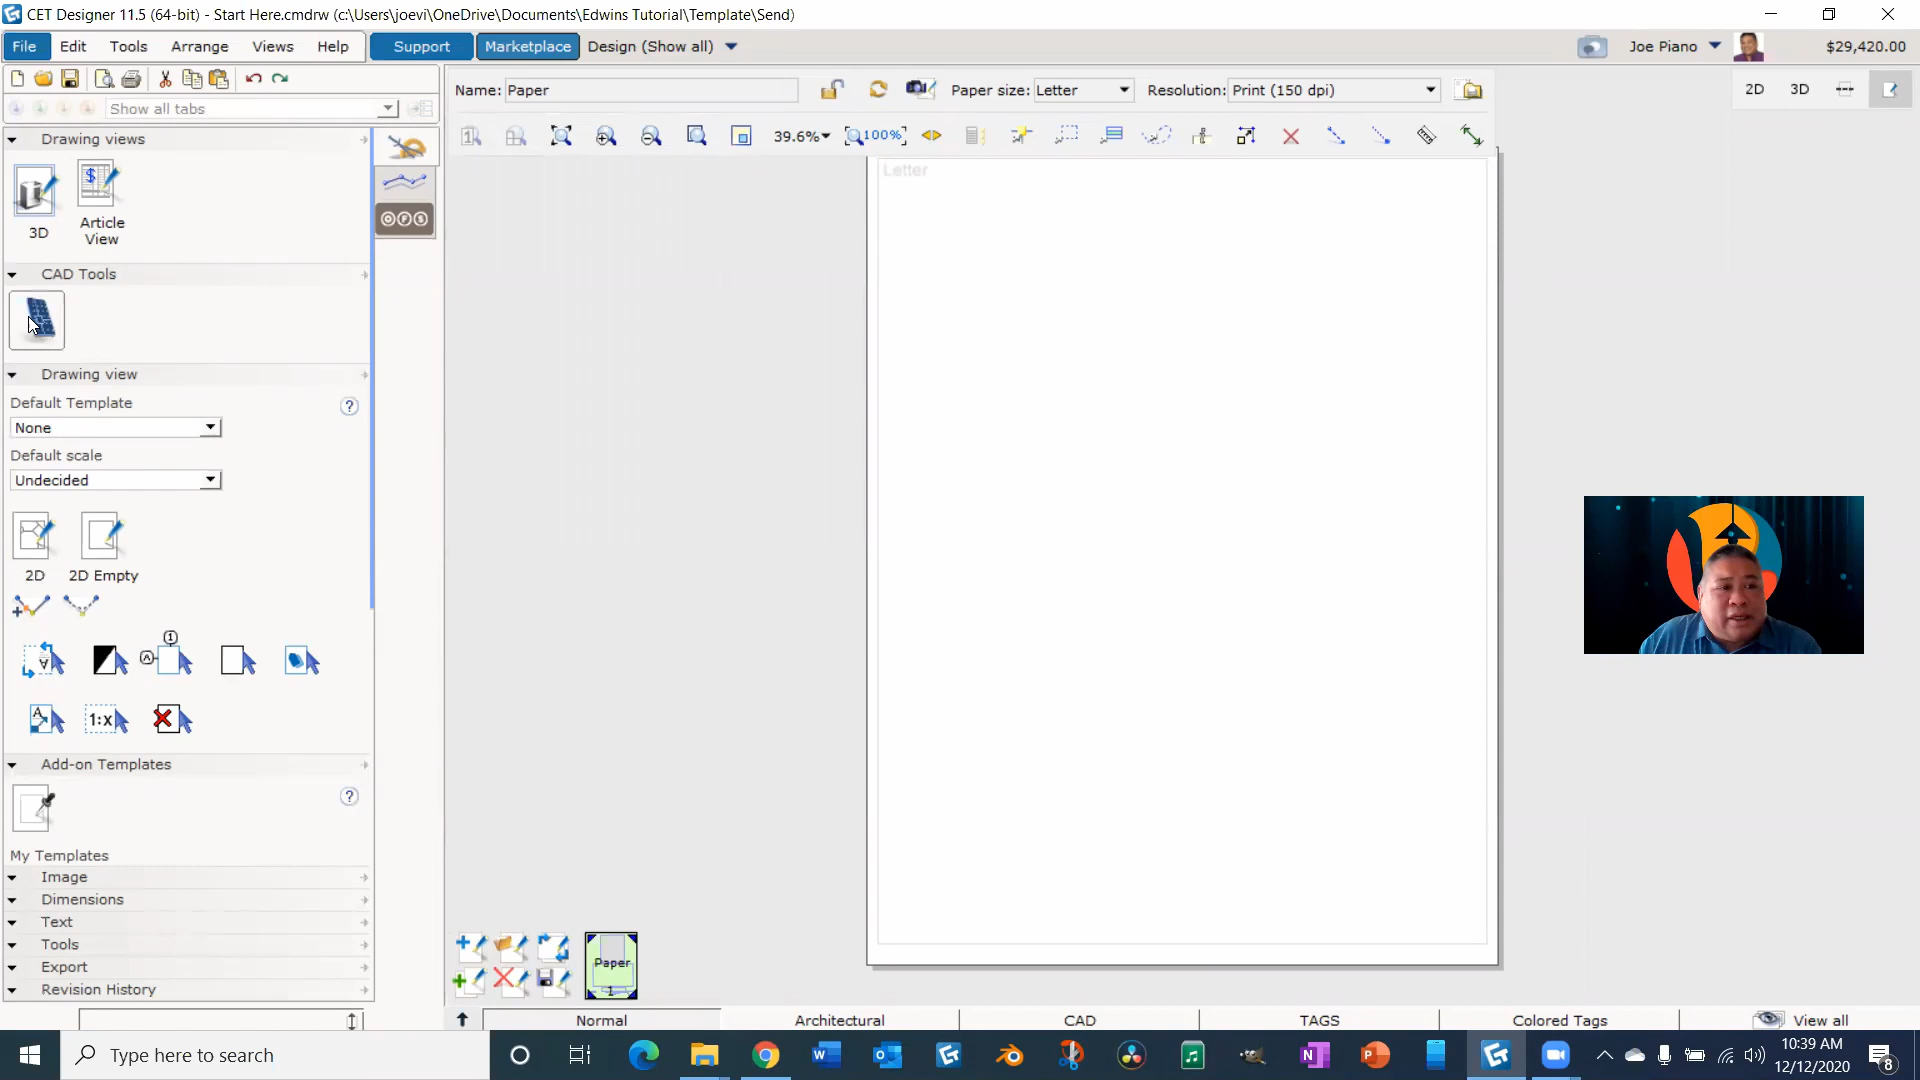 CET Designer 11.5 (64-bit) - Start Here.cmdrw (c:\Users\joevi\OneDrive\Documents\Edwins Tutorial\Template\Send)
File Edit Tools Arrange Views Help Support Marketplace Design (Show all) Joe Piano $29,420.00
Show all tabs
Name: Paper Paper size: Letter Resolution: Print (150 dpi) 2D 3D
39.6% 100%
Drawing views
3D
Article
View
OFS
CAD Tools
Drawing view
Default Template
None
Default scale
Undecided
2D 2D Empty
1:x
Add-on Templates
My Templates
Image
Dimensions
Text
Tools
Export
Revision History
Letter
Paper
1
Normal Architectural CAD TAGS Colored Tags View all
Type here to search
10:39 AM
12/12/2020
8